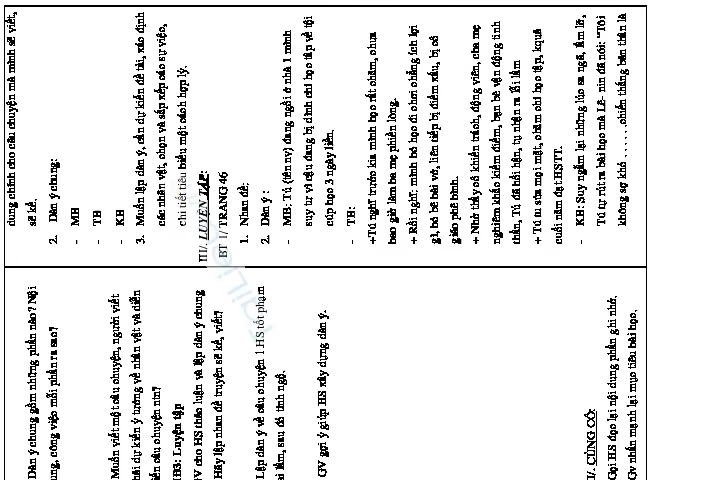 Dàn ý chung gồm những phần nào? Nội
ung, công việc mỗi phần ra sao?
Muốn viết một câu chuyện, người viết
hải dự kiến ý tưởng về nhân vật và diễn
iến câu chuyện ntn?
HĐ3: Luyện tập
GV cho HS thảo luận và lập dàn ý chung
Hãy lập nhan đề truyện sẽ kể, viết?
Lập dàn ý về câu chuyện 1 HS tốt phạm
ai lầm, sau đó tỉnh ngộ.
GV gợi ý giúp HS xây dựng dàn ý.
I/. CỦNG CỐ:
Gọi HS đọc lại nội dung phần ghi nhớ.
Gv nhấn mạnh lại mục tiêu bài học.
dung chính cho câu chuyện mà mình sẽ viết,
sẽ kể.
2. Dàn ý chung:
- MB
- TB
- KB
3. Muốn lập dàn ý, cần dự kiến đề tài, xác định
các nhân vật, chọn và sắp xếp các sự việc,
chi tiết tiêu biểu một cách hợp lý.
III/. LUYỆN TẬP:
BT 1/ TRANG 46
1. Nhan đề:
2. Dàn ý :
- MB: Tú (tên nv) đang ngồi ở nhà 1 mình
suy tư vì cậu đang bị đình chỉ học tập về tội
cúp học 3 ngày liền.
- TB:
+Tú nghĩ trước kia mình học rất chăm, chưa
bao giờ làm ba mẹ phiền lòng.
+ Rồi nghĩ mình bỏ học đi chơi chẳng ích lợi
gì, bỏ bê bài vở, liên tiếp bị điểm xấu, bị cô
giáo phê bình.
+ Nhờ thầy cô khiển trách, động viên, cha mẹ
nghiêm khắc kiểm điểm, bạn bè vận động tinh
thần, Tú đã hối hận, tự nhận ra lỗi lầm
+ Tú tu sửa mọi mặt, chăm chỉ học tập, kquả
cuối năm đạt HSTT.
- KB: Suy ngẫm lại những lúc sa ngã, lầm lỡ,
Tú tự rút ra bài học mà Lê- nin đã nói: "Tôi
không sợ khó . . . . . .chiến thắng bản thân là